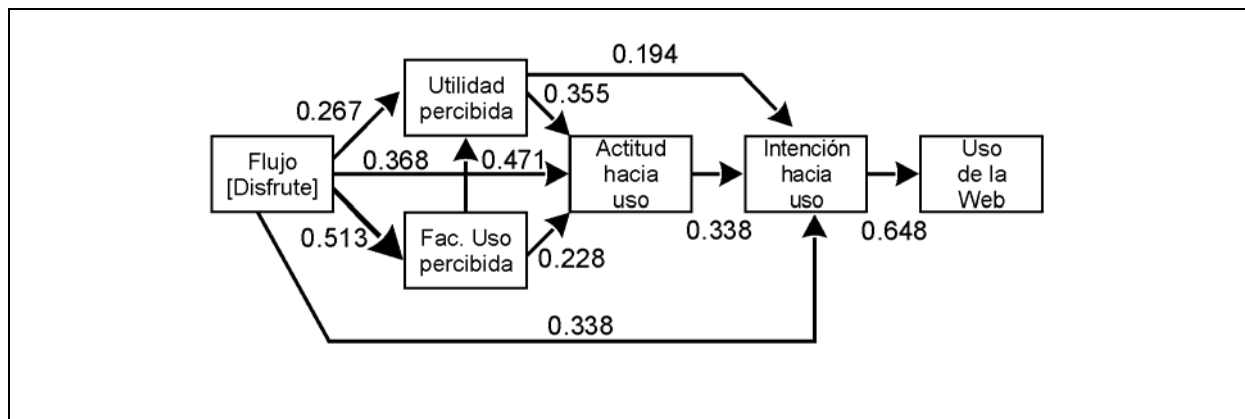 0.194
Utilidad
percibida
0.355
0.267
Flujo
[Disfrute]
0.368
0.471
Actitud
hacia
uso
Intención
hacia
uso
Uso
de la
Web
0.513
Fac. Uso
percibida
0.228
0.338
0.648
0.338